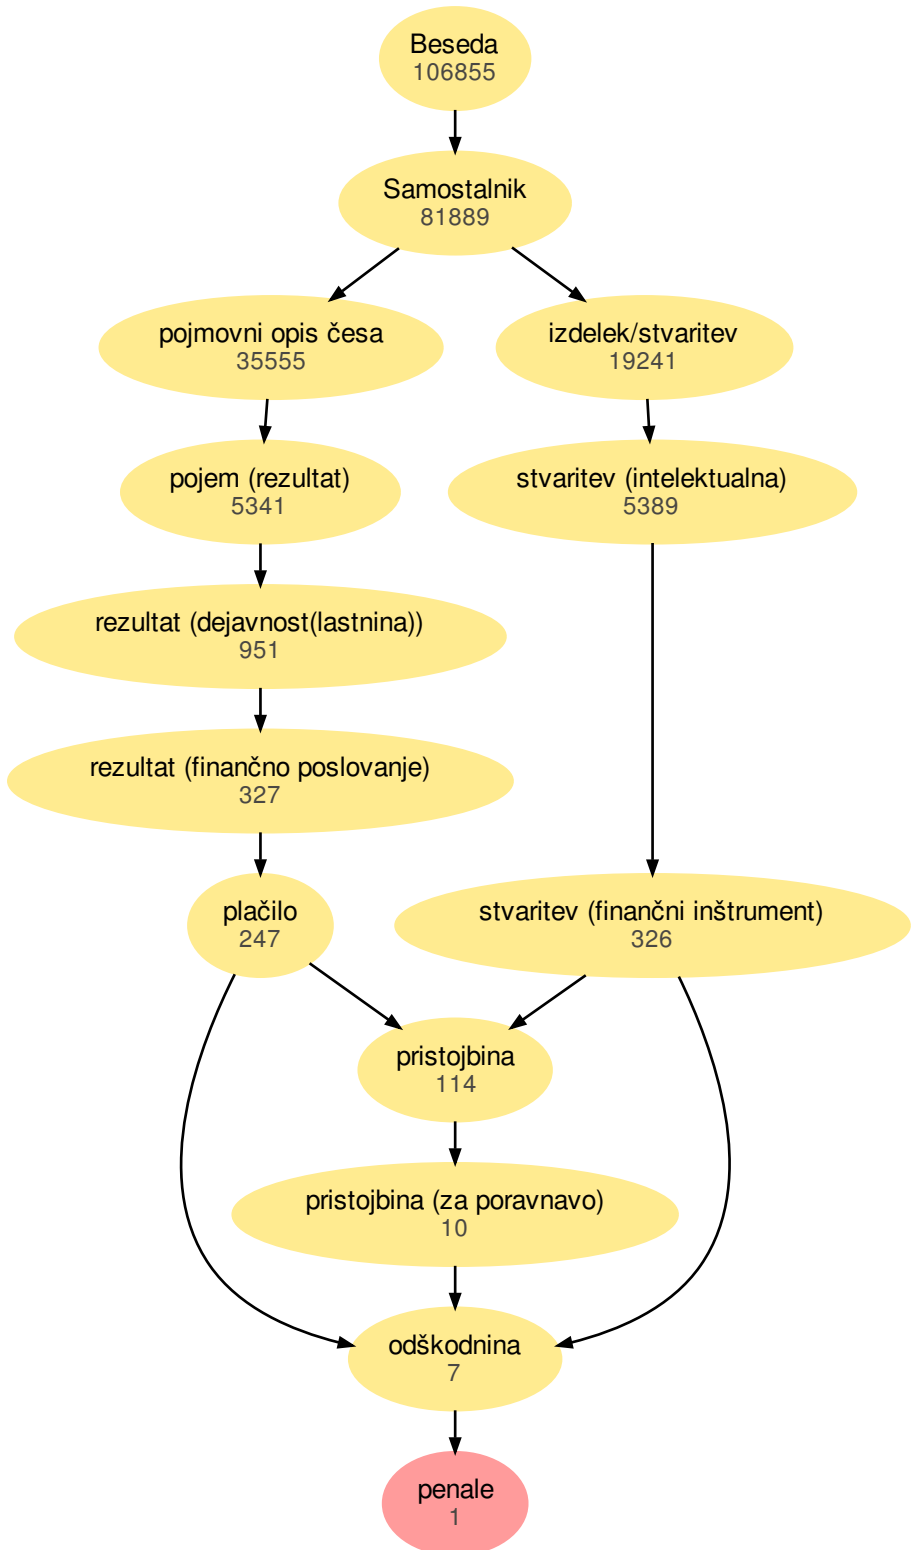 Beseda
106855
Samostalnik
81889
pojmovni opis česa
35555
izdelek/stvaritev
19241
pojem (rezultat)
5341
stvaritev (intelektualna)
5389
rezultat (dejavnost(lastnina))
951
rezultat (finančno poslovanje)
327
plačilo
247
stvaritev (finančni inštrument)
326
pristojbina
114
pristojbina (za poravnavo)
10
odškodnina
7
penale
1